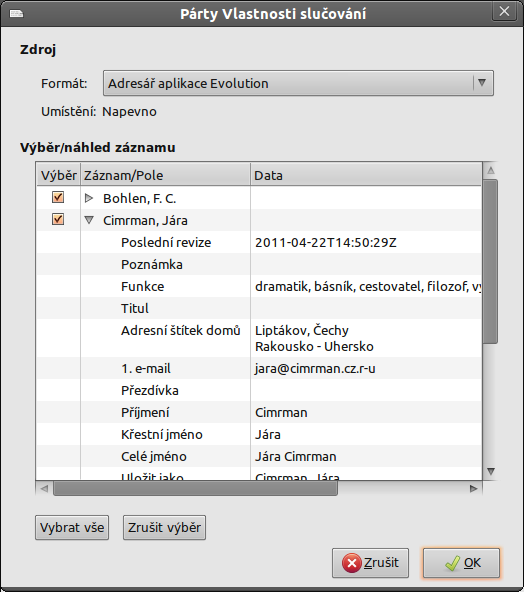 Párty Vlastnosti slučování
Zdroj
Formát: Adresář aplikace Evolution
Umístění: Napevno
Výběr/náhled záznamu
Výběr Záznam/Pole Data
Bohlen, F. C.
Cimrman, Jára
Poslední revize 2011-04-22T14:50:29Z
Poznámka
Funkce dramatik, básník, cestovatel, filozof, vy
Titul
Adresní štítek domů Liptákov, Čechy
Rakousko - Uhersko
1. e-mail jara@cimrman.cz.r-u
Přezdívka
Příjmení Cimrman
Křestní jméno Jára
Celé jméno Jára Cimrman
Uložit jako Cimrman, Jára
Vybrat vše Zrušit výběr
Zrušit OK